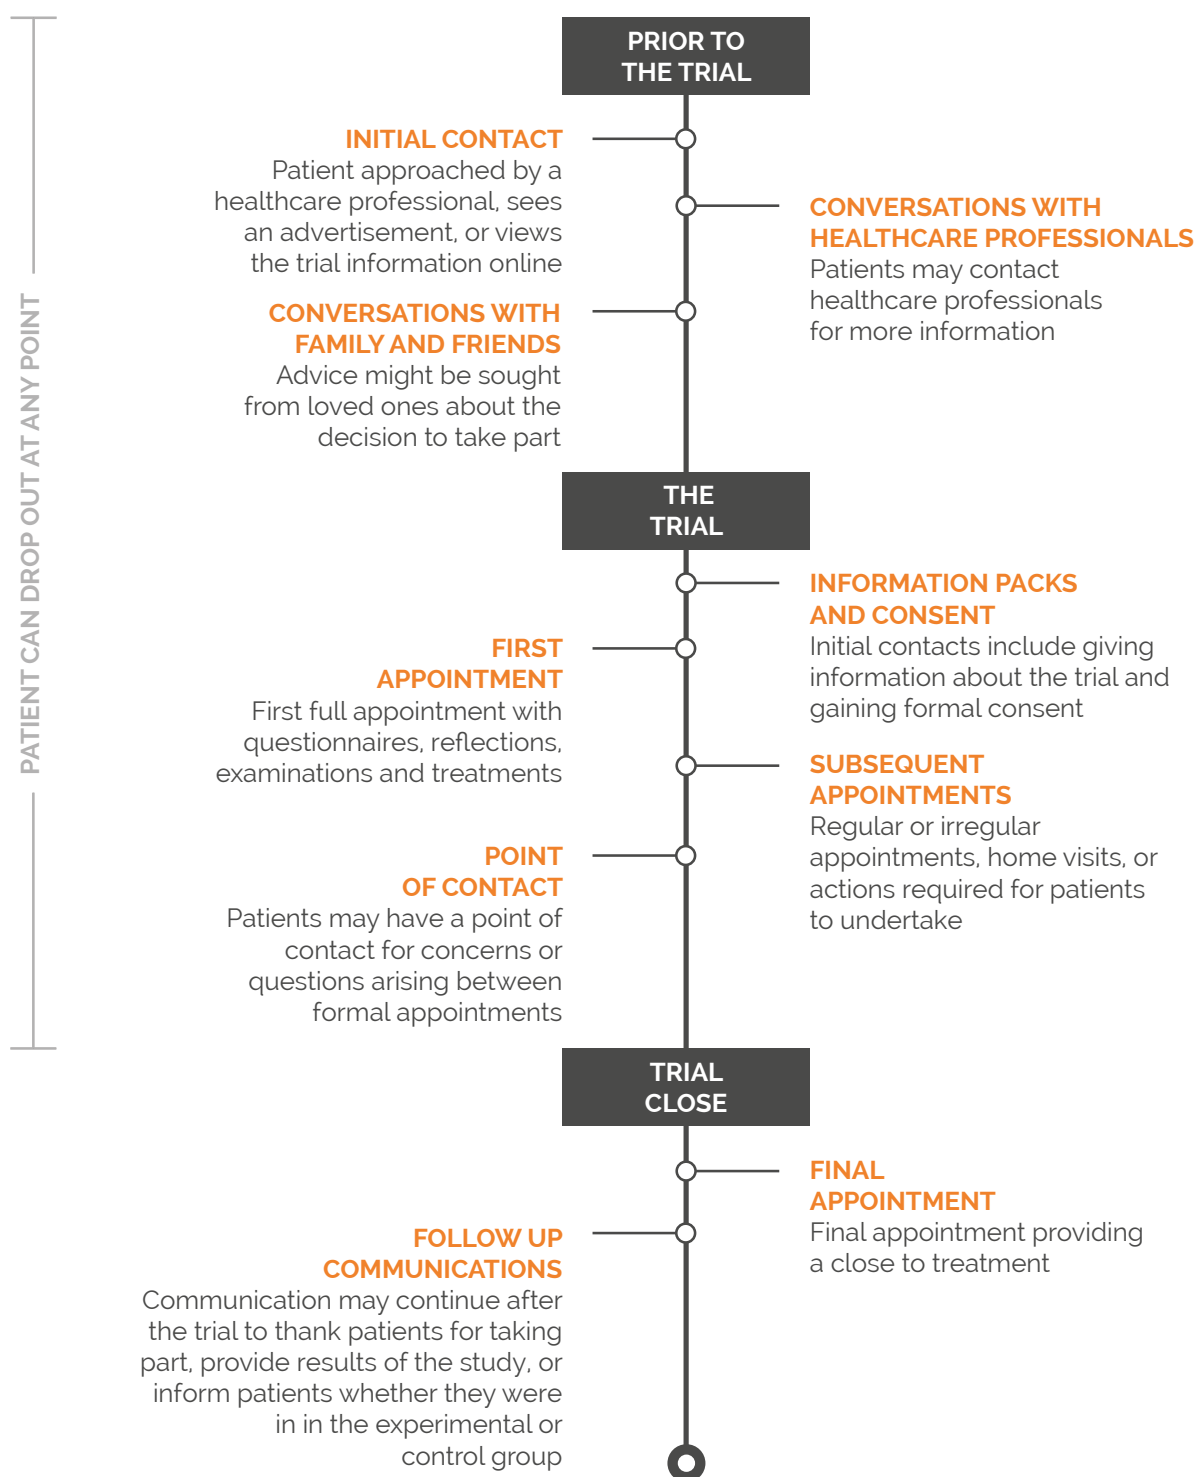 PATIENT CAN DROP OUT AT ANY POINT
PRIOR TO
THE TRIAL
INITIAL CONTACT
Patient approached by a
healthcare professional, sees
an advertisement, or views
the trial information online
CONVERSATIONS WITH
HEALTHCARE PROFESSIONALS
Patients may contact
healthcare professionals
for more information
CONVERSATIONS WITH
FAMILY AND FRIENDS
Advice might be sought
from loved ones about the
decision to take part
THE
TRIAL
INFORMATION PACKS
AND CONSENT
Initial contacts include giving
information about the trial and
gaining formal consent
FIRST
APPOINTMENT
First full appointment with
questionnaires, reflections,
examinations and treatments
SUBSEQUENT
APPOINTMENTS
Regular or irregular
appointments, home visits, or
actions required for patients
to undertake
POINT
OF CONTACT
Patients may have a point of
contact for concerns or
questions arising between
formal appointments
TRIAL
CLOSE
FINAL
APPOINTMENT
Final appointment providing
a close to treatment
FOLLOW UP
COMMUNICATIONS
Communication may continue after
the trial to thank patients for taking
part, provide results of the study, or
inform patients whether they were
in in the experimental or
control group